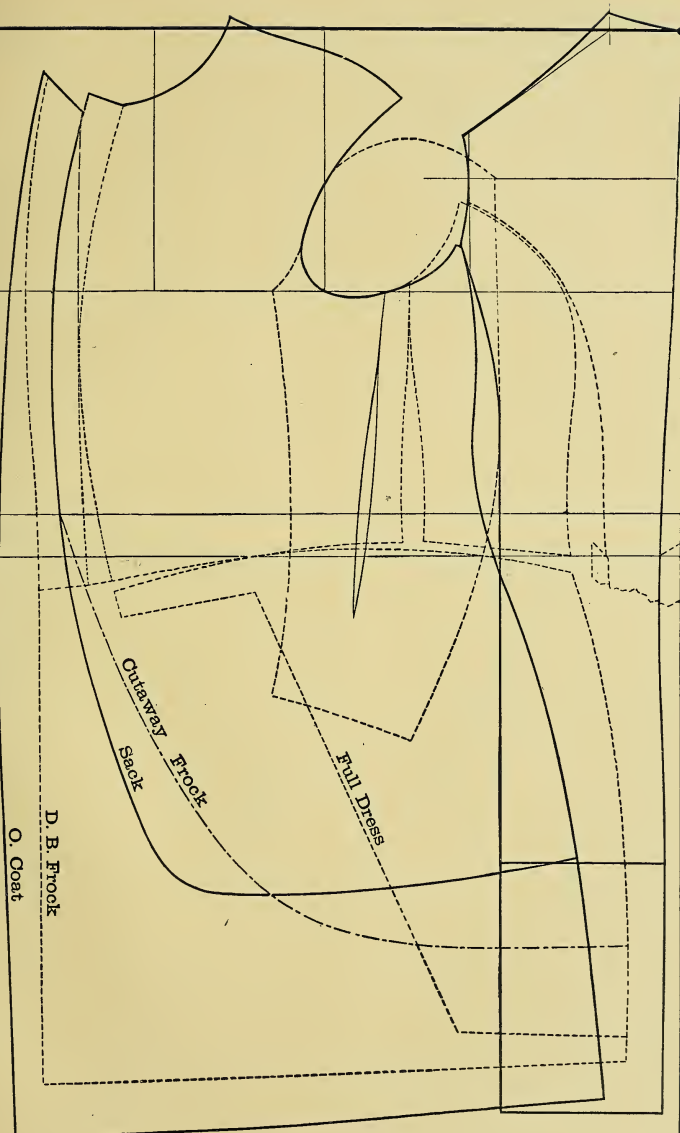 Cutaway Frock
Sack
Full Dress
D. B. Frock
O. Coat